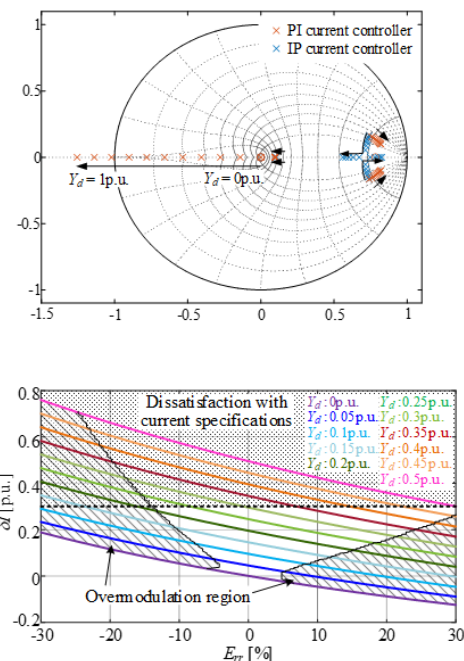 1
0.5
0
-0.5
-1
-1.5
-1
-0.5
0
0.5
1
PI current controller
IP current controller
Y_d = 1p.u.
Y_d = 0p.u.
0.8
0.6
0.4
0.2
0
-0.2
δI [p.u.]
Dissatisfaction with
current specifications
Y_d: 0p.u. Y_d: 0.25p.u.
Y_d: 0.05p.u. Y_d: 0.3p.u.
Y_d: 0.1p.u. Y_d: 0.35p.u.
Y_d: 0.15p.u. Y_d: 0.4p.u.
Y_d: 0.2p.u. Y_d: 0.45p.u.
Y_d: 0.5p.u.
Overmodulation region
-30
-20
-10
0
10
20
30
E_rr [%]